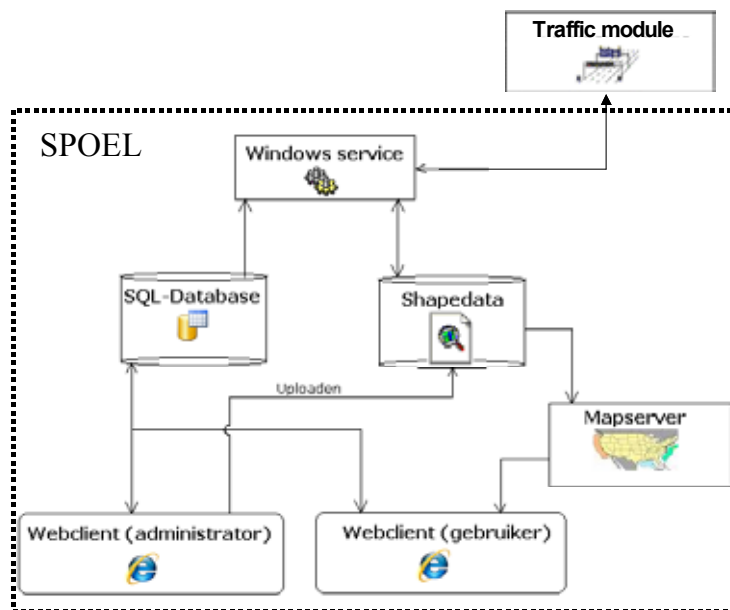 Traffic module
SPOEL
Windows service
SQL-Database
Shapedata
Uploaden
Mapserver
Webclient (administrator)
Webclient (gebruiker)